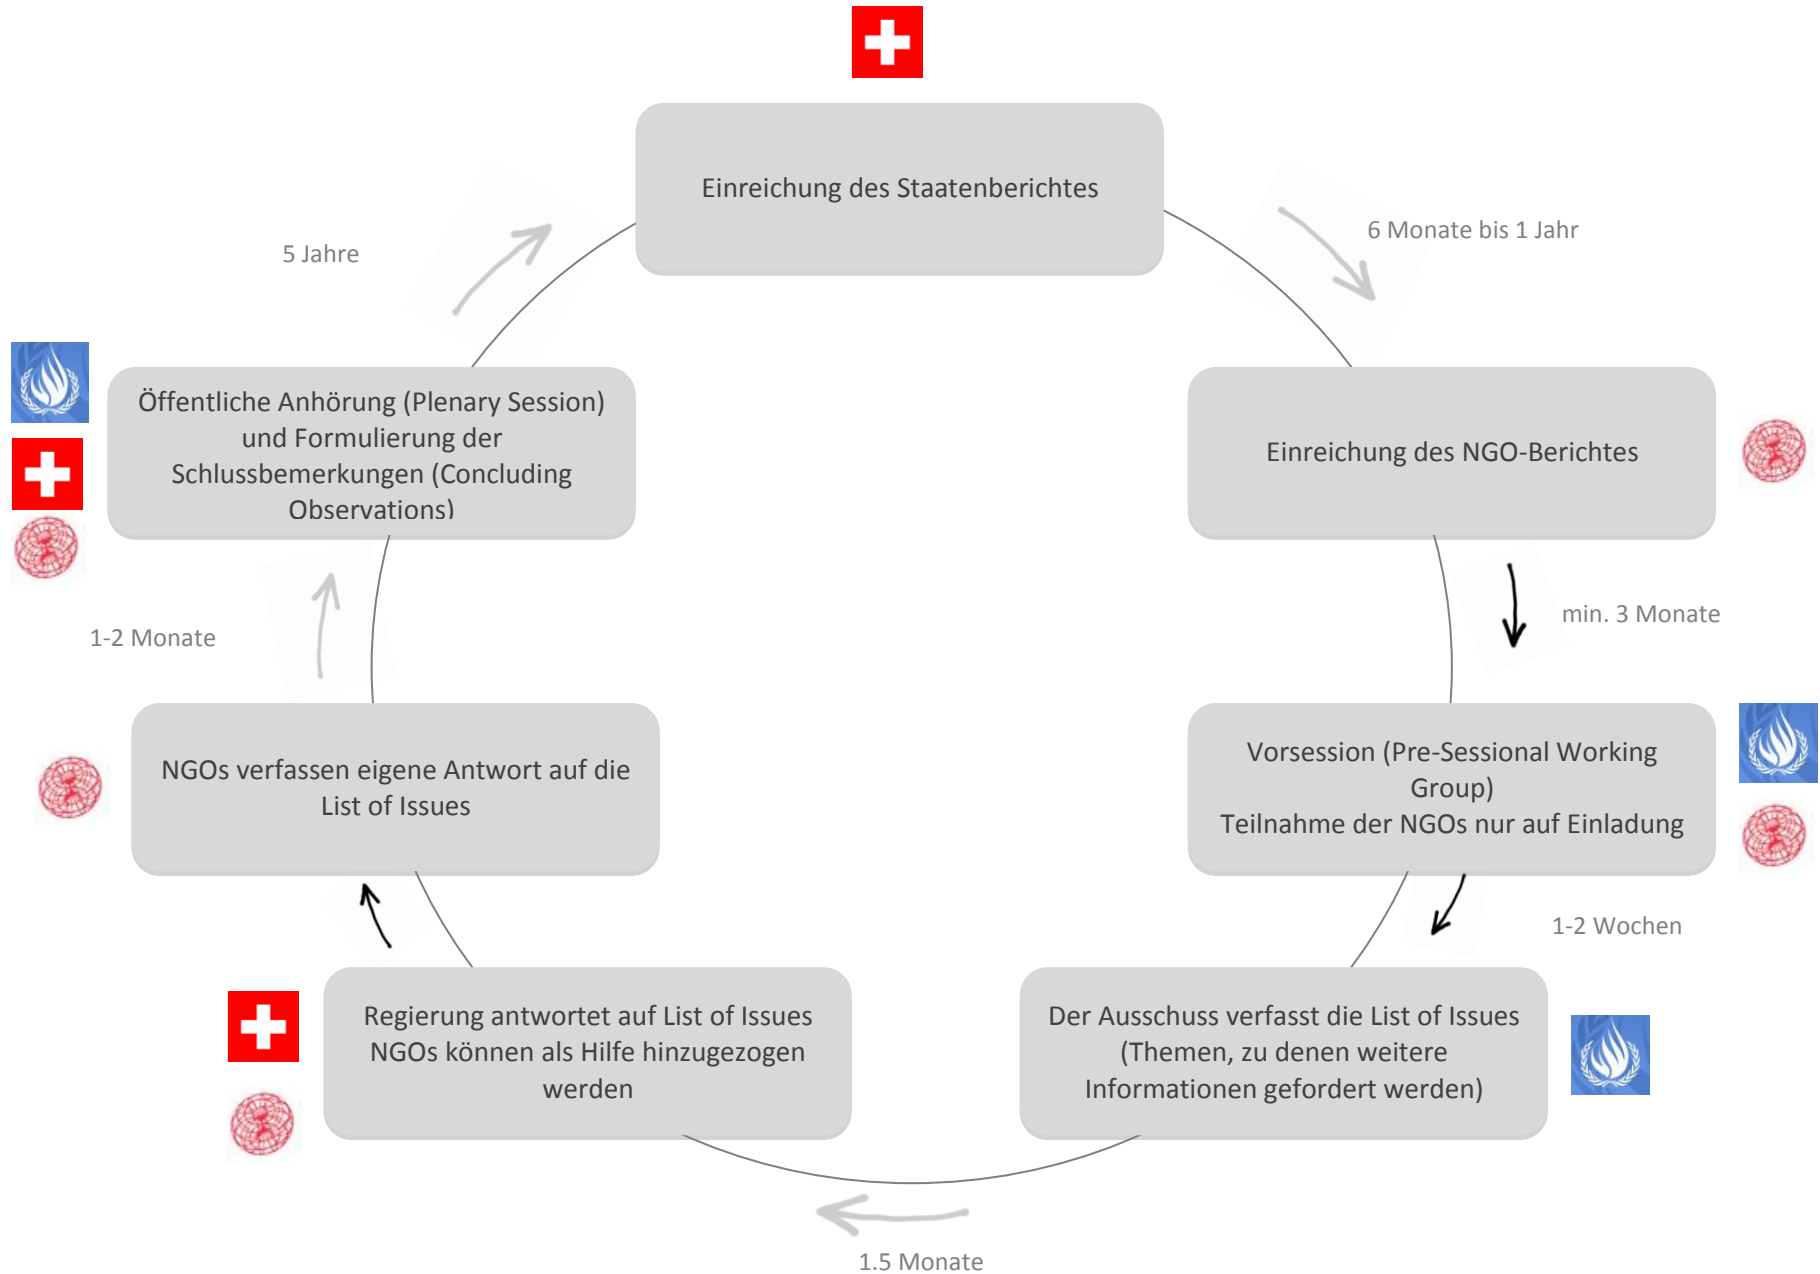 Einreichung des Staatenberichtes
6 Monate bis 1 Jahr
Einreichung des NGO-Berichtes
min. 3 Monate
Vorsession (Pre-Sessional Working
Group)
Teilnahme der NGOs nur auf Einladung
1-2 Wochen
Der Ausschuss verfasst die List of Issues
(Themen, zu denen weitere
Informationen gefordert werden)
1.5 Monate
Regierung antwortet auf List of Issues
NGOs können als Hilfe hinzugezogen
werden
NGOs verfassen eigene Antwort auf die
List of Issues
1-2 Monate
Öffentliche Anhörung (Plenary Session)
und Formulierung der
Schlussbemerkungen (Concluding
Observations)
5 Jahre